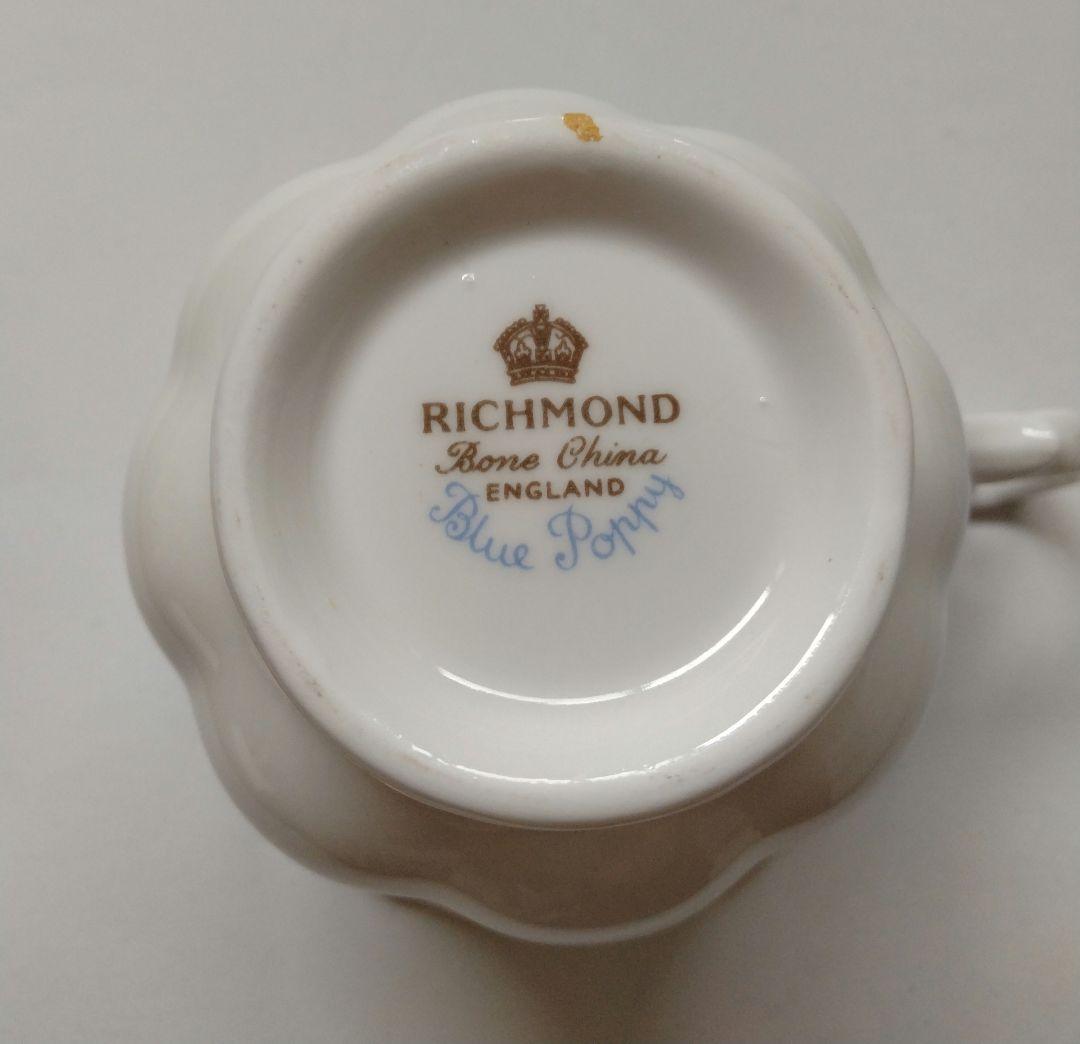 RICHMOND
Bone China
ENGLAND
Blue Poppy